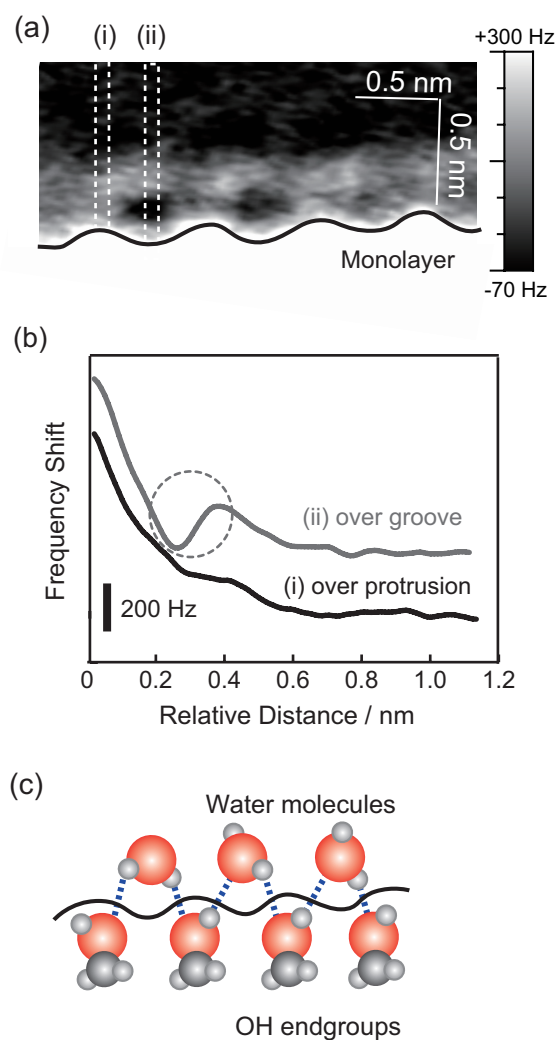 (a)
(i) (ii)
+300 Hz
0.5 nm
0.5 nm
Monolayer
-70 Hz
(b)
Frequency Shift
(ii) over groove
(i) over protrusion
200 Hz
0 0.2 0.4 0.6 0.8 1.0 1.2
Relative Distance / nm
(c)
Water molecules
OH endgroups